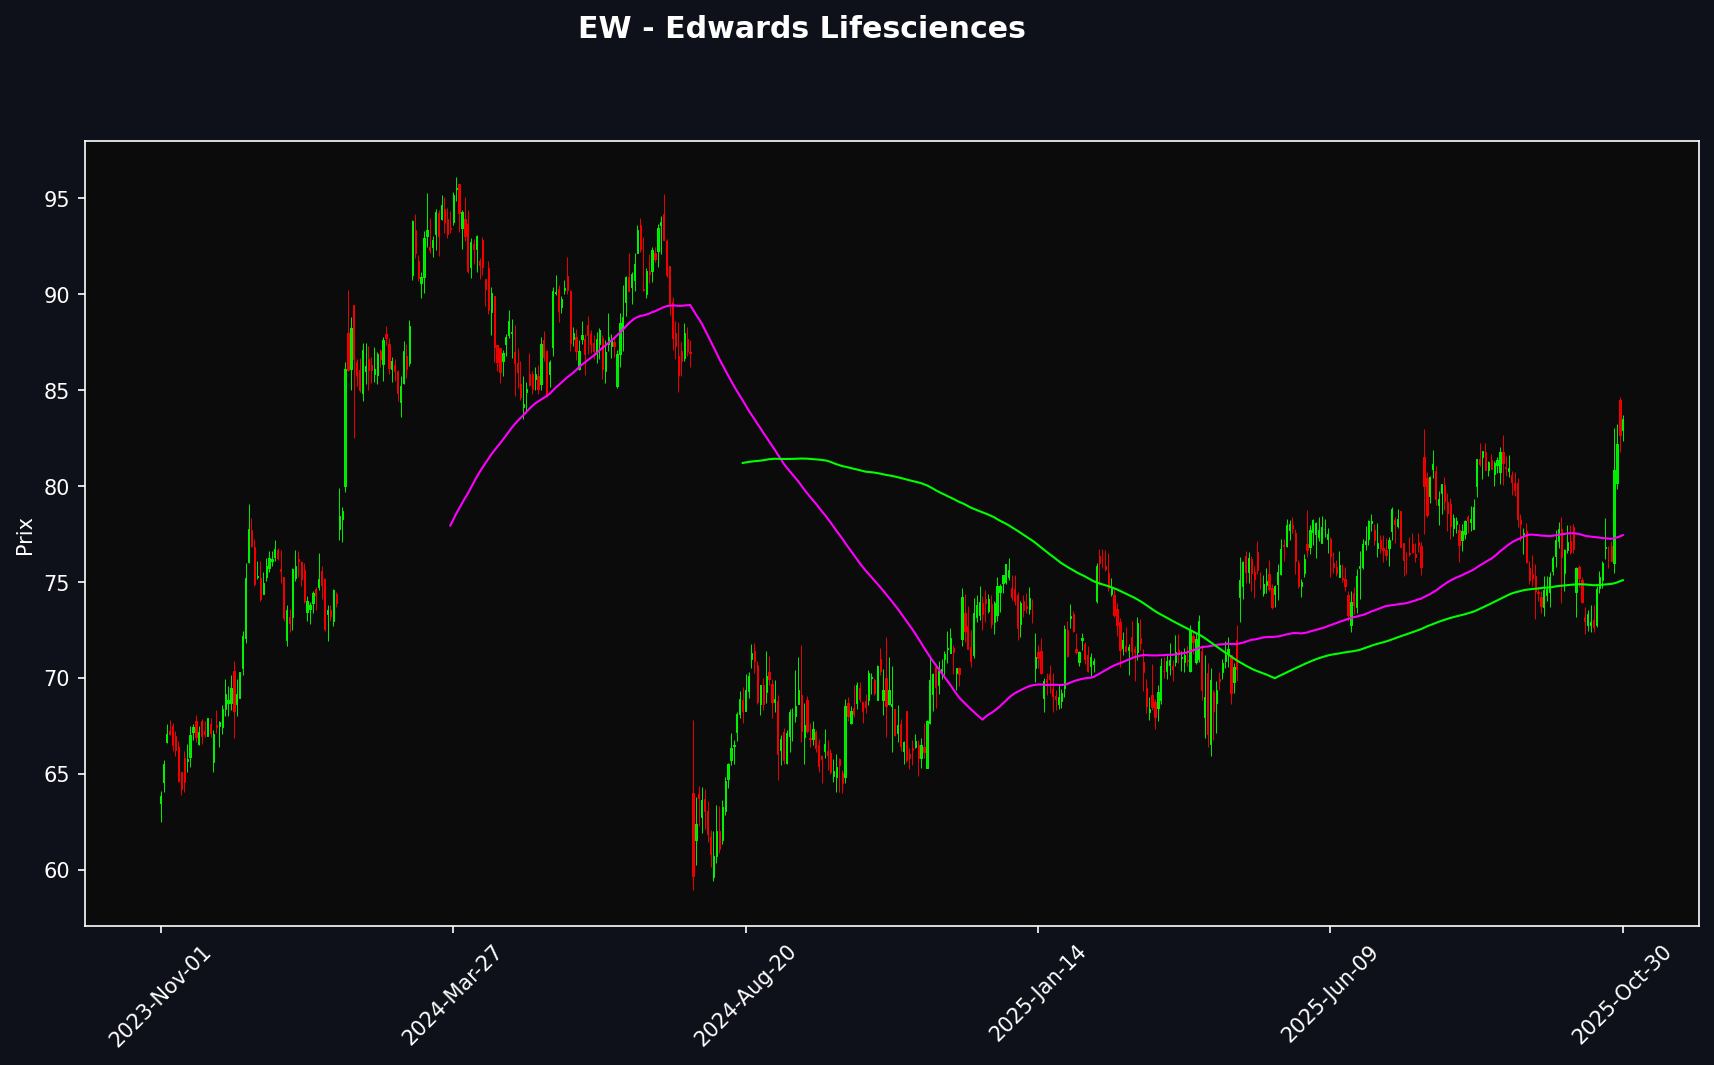 EW - Edwards Lifesciences
Prix
95
90
85
80
75
70
65
60
2023-Nov-01
2024-Mar-27
2024-Aug-20
2025-Jan-14
2025-Jun-09
2025-Oct-30